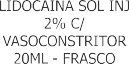 LIDOCAINA SOL INJ
2% C/
VASOCONSTRITOR
20ML - FRASCO